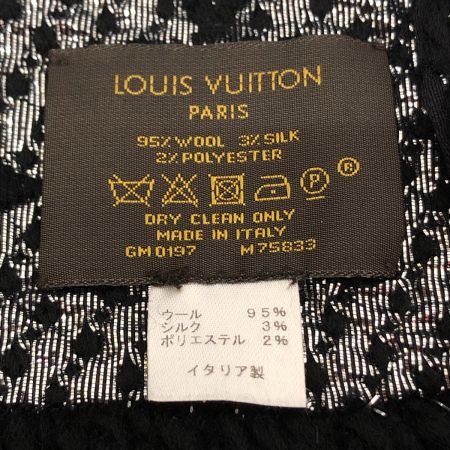 LOUIS VUITTON
PARIS
95% WOOL 3% SILK
2% POLYESTER
P
DRY CLEAN ONLY
MADE IN ITALY
GM0197 M75833
ウール 95%
シルク 3%
ポリエステル 2%
イタリア製